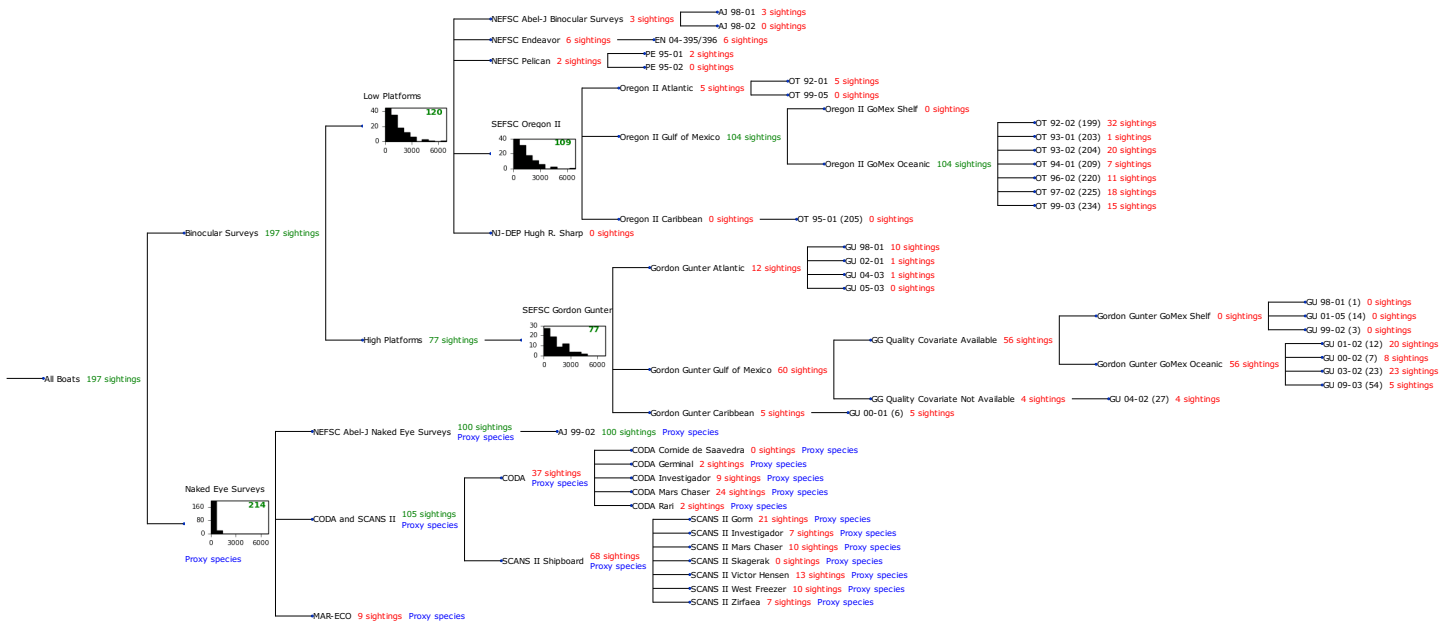 AJ 98-01 3 sightings
NEFSC Abel-J Binocular Surveys 3 sightings
AJ 98-02 0 sightings
NEFSC Endeavor 6 sightings
EN 04-395/396 6 sightings
PE 95-01 2 sightings
NEFSC Pelican 2 sightings
PE 95-02 0 sightings
OT 92-01 5 sightings
Oregon II Atlantic 5 sightings
OT 99-05 0 sightings
Low Platforms
120
40
20
0
0 3000 6000
Oregon II GoMex Shelf 0 sightings
SEFSC Oregon II
109
40
20
0
0 3000 6000
Oregon II Gulf of Mexico 104 sightings
OT 92-02 (199) 32 sightings
OT 93-01 (203) 1 sightings
OT 93-02 (204) 20 sightings
Oregon II GoMex Oceanic 104 sightings
OT 94-01 (209) 7 sightings
OT 96-02 (220) 11 sightings
OT 97-02 (225) 18 sightings
OT 99-03 (234) 15 sightings
Oregon II Caribbean 0 sightings
OT 95-01 (205) 0 sightings
Binocular Surveys 197 sightings
NJ-DEP Hugh R. Sharp 0 sightings
GU 98-01 10 sightings
GU 02-01 1 sightings
Gordon Gunter Atlantic 12 sightings
GU 04-03 1 sightings
GU 05-03 0 sightings
GU 98-01 (1) 0 sightings
SEFSC Gordon Gunter
77
30
20
10
0
0 3000 6000
Gordon Gunter GoMex Shelf 0 sightings
GU 01-05 (14) 0 sightings
GU 99-02 (3) 0 sightings
High Platforms 77 sightings
GG Quality Covariate Available 56 sightings
GU 01-02 (12) 20 sightings
GU 00-02 (7) 8 sightings
Gordon Gunter GoMex Oceanic 56 sightings
GU 03-02 (23) 23 sightings
GU 09-03 (54) 5 sightings
Gordon Gunter Gulf of Mexico 60 sightings
All Boats 197 sightings
GG Quality Covariate Not Available 4 sightings
GU 04-02 (27) 4 sightings
Gordon Gunter Caribbean 5 sightings
GU 00-01 (6) 5 sightings
NEFSC Abel-J Naked Eye Surveys 100 sightings
Proxy species
AJ 99-02 100 sightings Proxy species
CODA Cornide de Saavedra 0 sightings Proxy species
CODA Germinal 2 sightings Proxy species
CODA 37 sightings
Proxy species
CODA Investigador 9 sightings Proxy species
CODA Mars Chaser 24 sightings Proxy species
CODA Rari 2 sightings Proxy species
Naked Eye Surveys
214
160
80
0
0 3000 6000
Proxy species
CODA and SCANS II 105 sightings
Proxy species
SCANS II Gorm 21 sightings Proxy species
SCANS II Investigador 7 sightings Proxy species
SCANS II Mars Chaser 10 sightings Proxy species
SCANS II Shipboard 68 sightings
Proxy species
SCANS II Skagerak 0 sightings Proxy species
SCANS II Victor Hensen 13 sightings Proxy species
SCANS II West Freezer 10 sightings Proxy species
SCANS II Zirfaea 7 sightings Proxy species
MAR-ECO 9 sightings Proxy species